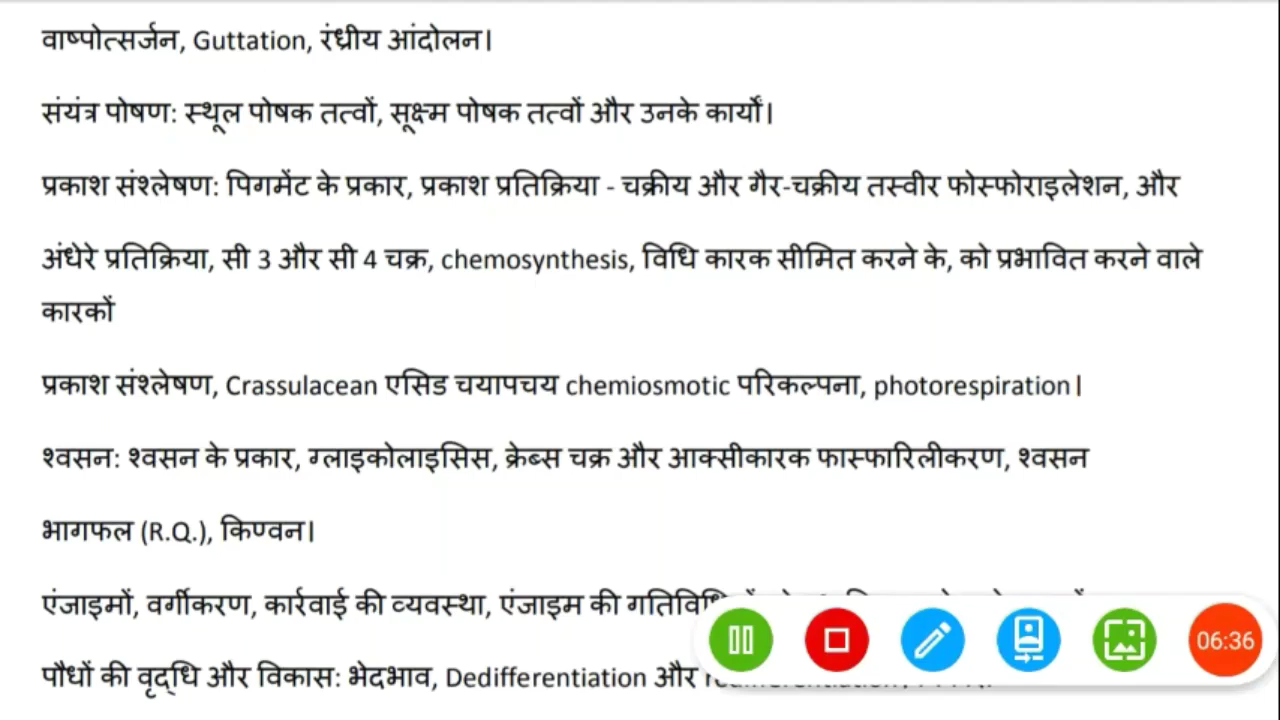 वाष्पोत्सर्जन, Guttation, रंध्रीय आंदोलन।
संयंत्र पोषण: स्थूल पोषक तत्वों, सूक्ष्म पोषक तत्वों और उनके कार्यों।
प्रकाश संश्लेषण: पिगमेंट के प्रकार, प्रकाश प्रतिक्रिया - चक्रीय और गैर-चक्रीय तस्वीर फोस्फोराइलेशन, और
अंधेरे प्रतिक्रिया, सी 3 और सी 4 चक्र, chemosynthesis, विधि कारक सीमित करने के, को प्रभावित करने वाले
कारकों
प्रकाश संश्लेषण, Crassulacean एसिड चयापचय chemiosmotic परिकल्पना, photorespiration।
श्वसन: श्वसन के प्रकार, ग्लाइकोलाइसिस, क्रेब्स चक्र और आक्सीकारक फास्फारिलीकरण, श्वसन
भागफल (R.Q.), किण्वन।
एंजाइमों, वर्गीकरण, कार्रवाई की व्यवस्था, एंजाइम की
पौधों की वृद्धि और विकास: भेदभाव, Dedifferentiation और
06:36